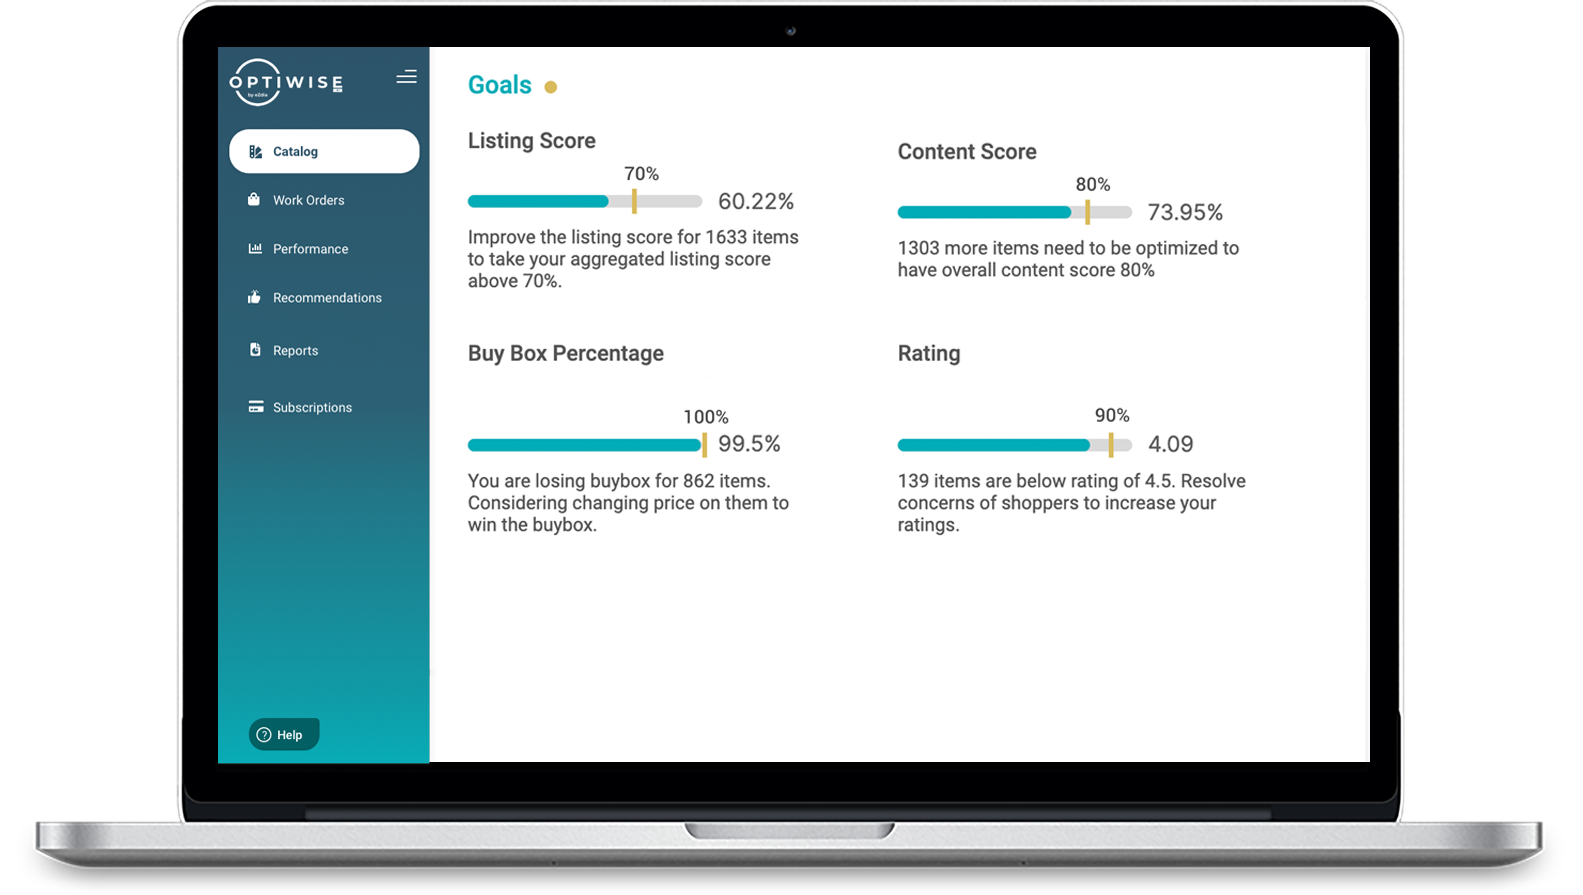 OPTIWISE
by eZdia
Catalog
Work Orders
Performance
Recommendations
Reports
Subscriptions
Help
Goals
Listing Score
70%
60.22%
Improve the listing score for 1633 items
to take your aggregated listing score
above 70%.
Content Score
80%
73.95%
1303 more items need to be optimized to
have overall content score 80%
Buy Box Percentage
100%
99.5%
You are losing buybox for 862 items.
Considering changing price on them to
win the buybox.
Rating
90%
4.09
139 items are below rating of 4.5. Resolve
concerns of shoppers to increase your
ratings.